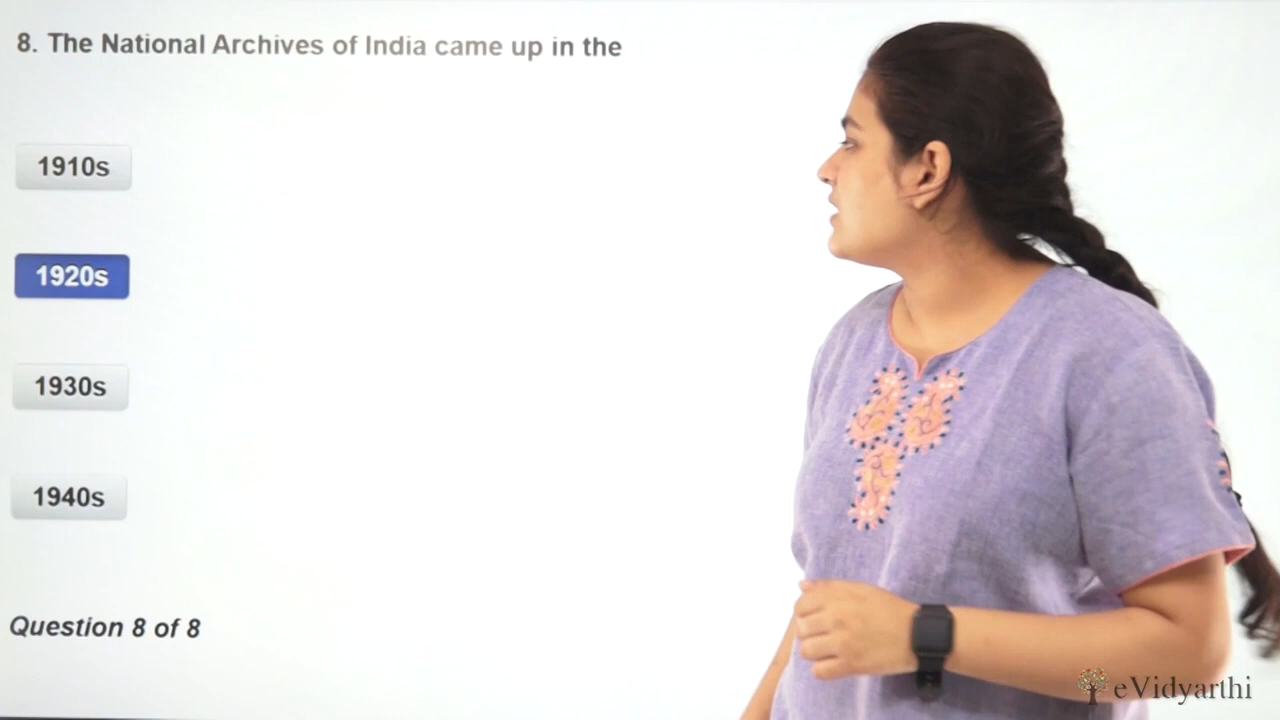 8. The National Archives of India came up in the
1910s
1920s
1930s
1940s
Question 8 of 8
eVidyarthi